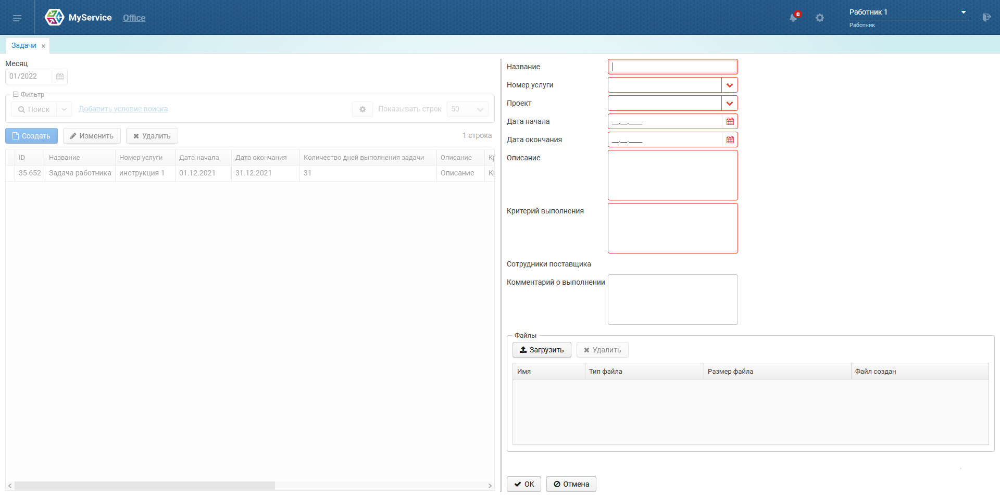 MyService Office
0
Работник 1
Работник
Задачи ×
Месяц
01/2022
Фильтр
Поиск Добавить условие поиска Показывать строк 50
Создать Изменить Удалить 1 строка
ID Название Номер услуги Дата начала Дата окончания Количество дней выполнения задачи Описание
35 652 Задача работника инструкция 1 01.12.2021 31.12.2021 31 Описание
Название
Номер услуги
Проект
Дата начала __.__.____
Дата окончания __.__.____
Описание
Критерий выполнения
Сотрудники поставщика
Комментарий о выполнении
Файлы
Загрузить Удалить
Имя Тип файла Размер файла Файл создан
OK Отмена